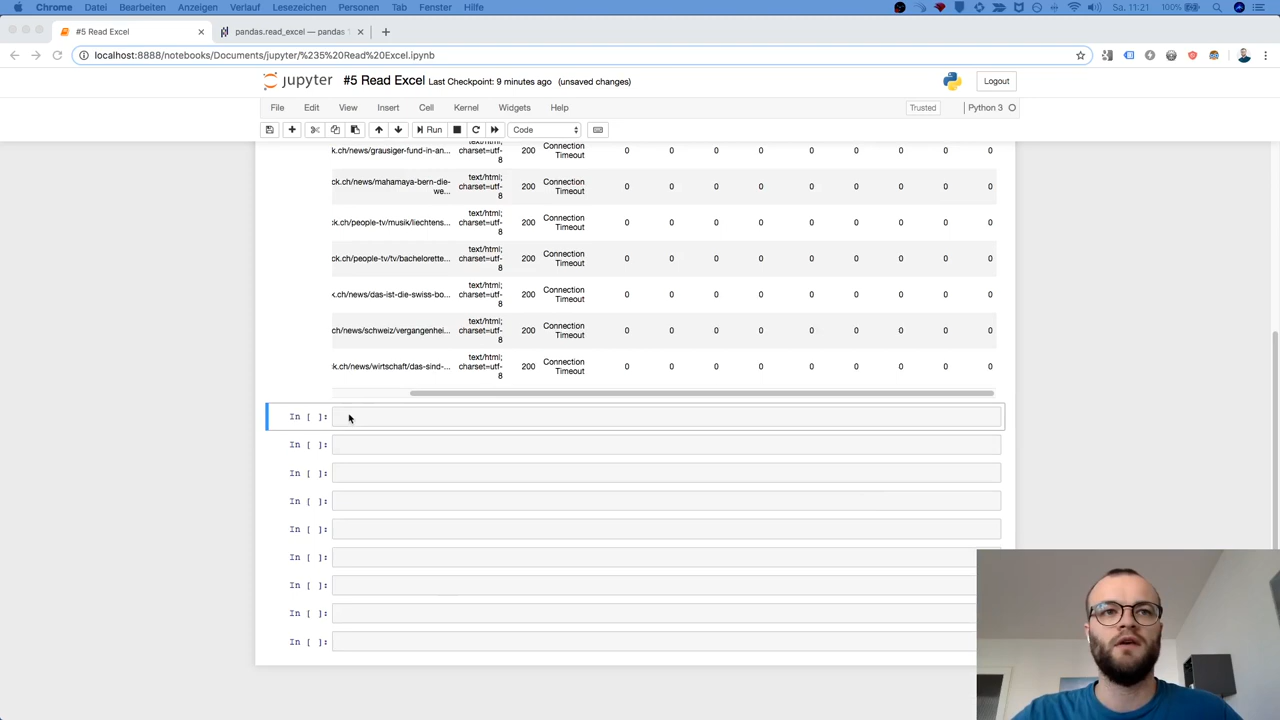 Chrome Datei Bearbeiten Anzeigen Verlauf Lesezeichen Personen Tab Fenster Hilfe 100% Sa. 11:21
#5 Read Excel pandas.read_excel — pandas
localhost:8888/notebooks/Documents/jupyter/%235%20Read%20Excel.ipynb
jupyter #5 Read Excel Last Checkpoint: 9 minutes ago (unsaved changes) Logout
File Edit View Insert Cell Kernel Widgets Help Trusted Python 3
Run Code
text/html;
k.ch/news/grausiger-fund-in-an... charset=utf-8 200 Connection Timeout 0 0 0 0 0 0 0 0 0
ck.ch/news/mahamaya-bern-die-we... text/html; charset=utf-8 200 Connection Timeout 0 0 0 0 0 0 0 0 0
ck.ch/people-tv/musik/liechtens... text/html; charset=utf-8 200 Connection Timeout 0 0 0 0 0 0 0 0 0
ck.ch/people-tv/tv/bachelorette... text/html; charset=utf-8 200 Connection Timeout 0 0 0 0 0 0 0 0 0
k.ch/news/das-ist-die-swiss-bo... text/html; charset=utf-8 200 Connection Timeout 0 0 0 0 0 0 0 0 0
ch/news/schweiz/vergangenhei... text/html; charset=utf-8 200 Connection Timeout 0 0 0 0 0 0 0 0 0
k.ch/news/wirtschaft/das-sind-... text/html; charset=utf-8 200 Connection Timeout 0 0 0 0 0 0 0 0 0
In [ ]:
In [ ]:
In [ ]:
In [ ]:
In [ ]:
In [ ]:
In [ ]:
In [ ]:
In [ ]: